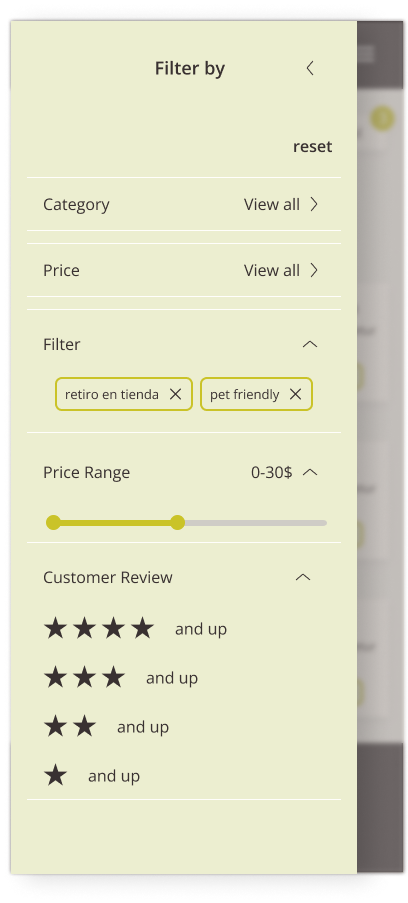 Filter by
reset
Category View all
Price View all
Filter
retiro en tienda pet friendly
Price Range 0-30$
Customer Review
and up
and up
and up
and up